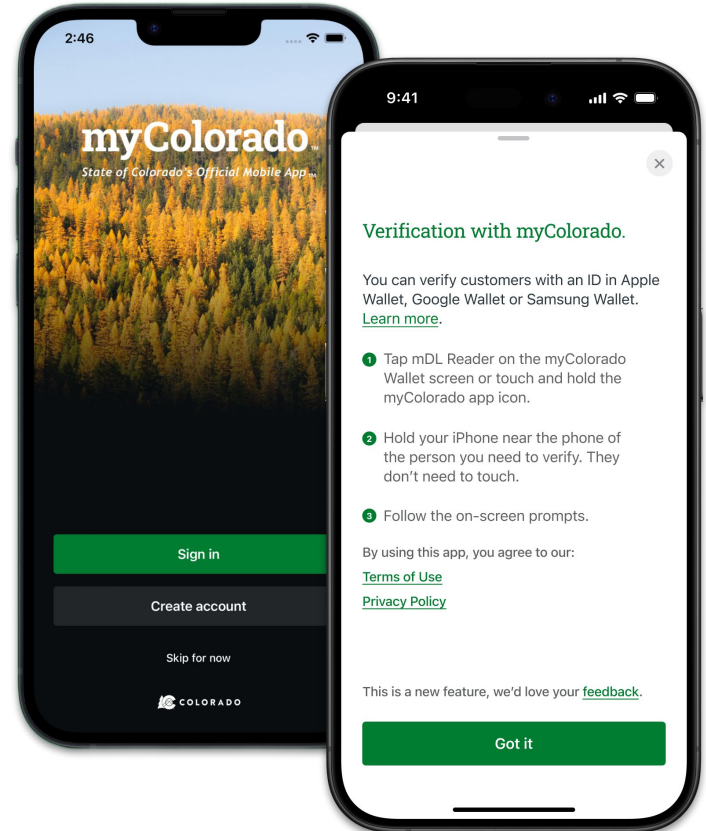 2:46
myColorado™
State of Colorado's Official Mobile App™
Sign in
Create account
Skip for now
COLORADO
9:41
Verification with myColorado.
You can verify customers with an ID in Apple
Wallet, Google Wallet or Samsung Wallet.
Learn more.
1 Tap mDL Reader on the myColorado
Wallet screen or touch and hold the
myColorado app icon.
2 Hold your iPhone near the phone of
the person you need to verify. They
don't need to touch.
3 Follow the on-screen prompts.
By using this app, you agree to our:
Terms of Use
Privacy Policy
This is a new feature, we'd love your feedback.
Got it